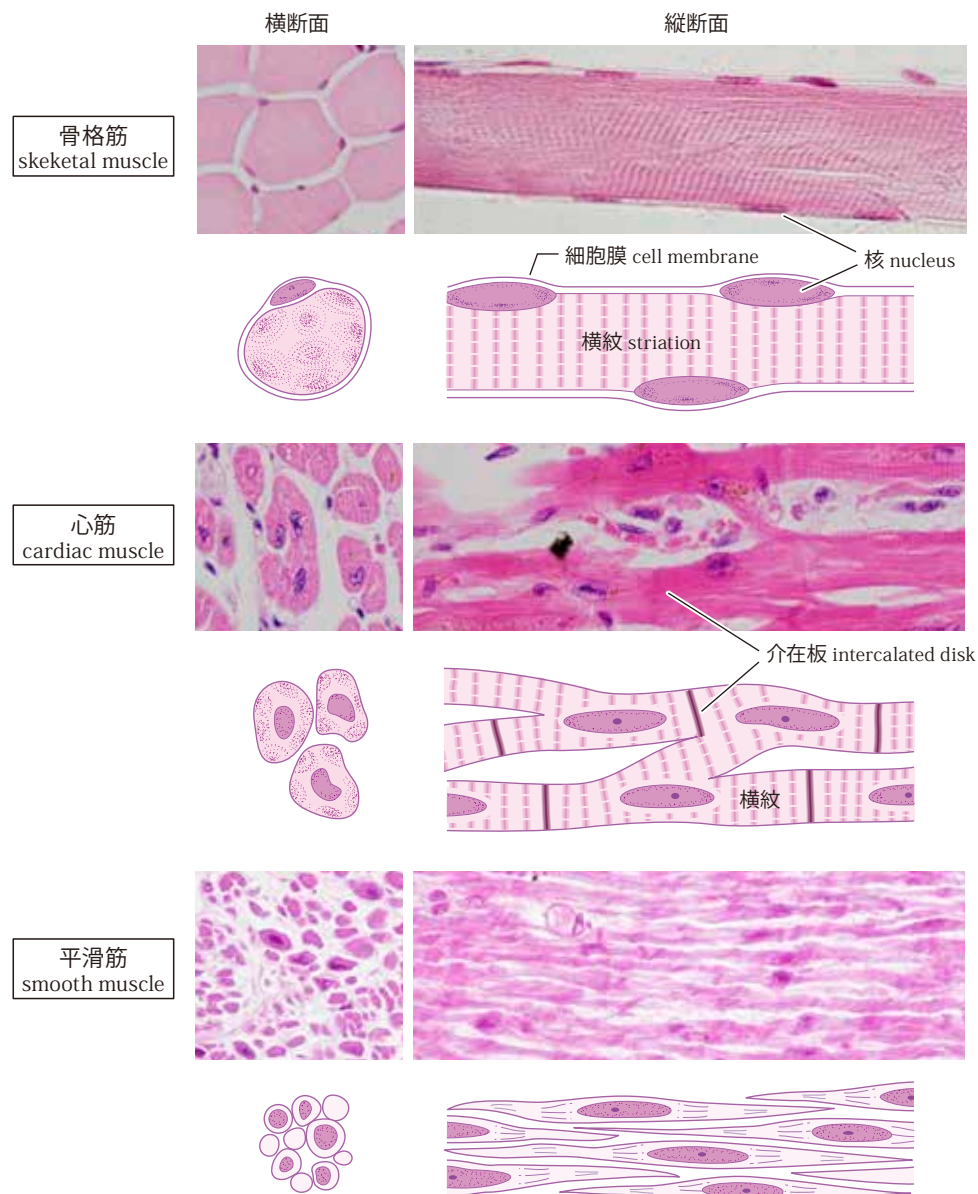 横断面
縦断面
骨格筋
skeketal muscle
細胞膜 cell membrane
核 nucleus
横紋 striation
心筋
cardiac muscle
介在板 intercalated disk
横紋
平滑筋
smooth muscle